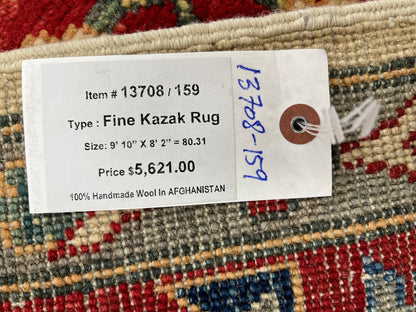 Item # 13708 / 159
Type : Fine Kazak Rug
Size: 9' 10" X 8' 2" = 80.31
Price $5,621.00
100% Handmade Wool In AFGHANISTAN
13708-159